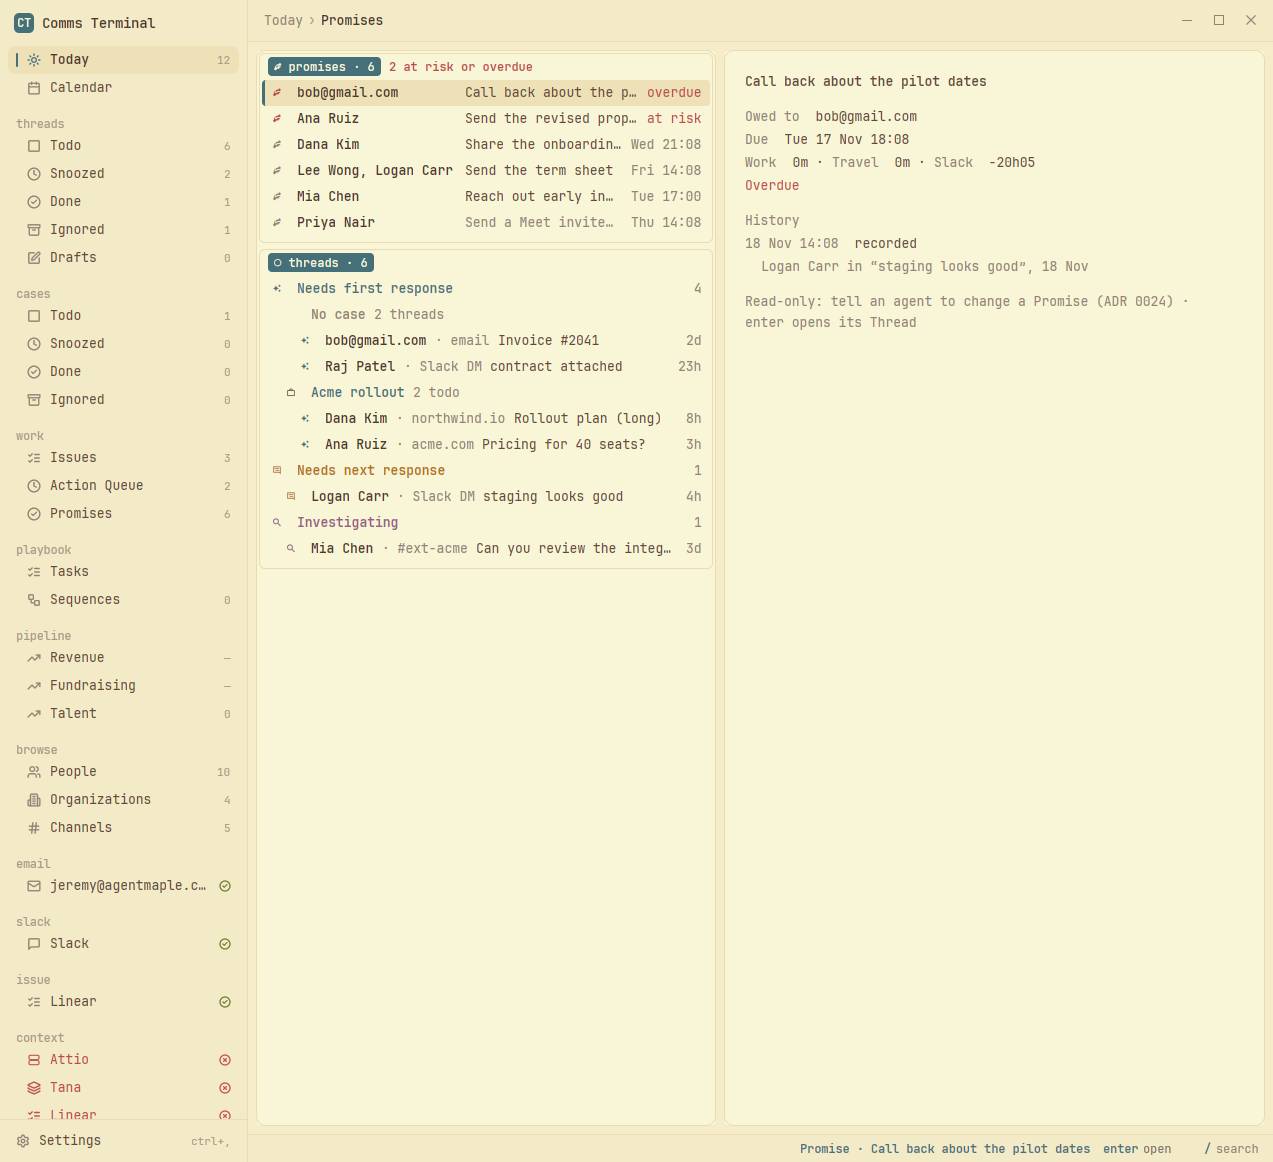 CT Comms Terminal
Today 12
Calendar
threads
Todo 6
Snoozed 2
Done 1
Ignored 1
Drafts 0
cases
Todo 1
Snoozed 0
Done 0
Ignored 0
work
Issues 3
Action Queue 2
Promises 6
playbook
Tasks
Sequences 0
pipeline
Revenue —
Fundraising —
Talent 0
browse
People 10
Organizations 4
Channels 5
email
jeremy@agentmaple.c…
slack
Slack
issue
Linear
context
Attio
Tana
Linear
Settings ctrl+,
Today › Promises
promises · 6 2 at risk or overdue
bob@gmail.com Call back about the p… overdue
Ana Ruiz Send the revised prop… at risk
Dana Kim Share the onboardin… Wed 21:08
Lee Wong, Logan Carr Send the term sheet Fri 14:08
Mia Chen Reach out early in… Tue 17:00
Priya Nair Send a Meet invite… Thu 14:08
threads · 6
Needs first response 4
No case 2 threads
bob@gmail.com · email Invoice #2041 2d
Raj Patel · Slack DM contract attached 23h
Acme rollout 2 todo
Dana Kim · northwind.io Rollout plan (long) 8h
Ana Ruiz · acme.com Pricing for 40 seats? 3h
Needs next response 1
Logan Carr · Slack DM staging looks good 4h
Investigating 1
Mia Chen · #ext-acme Can you review the integ… 3d
Call back about the pilot dates
Owed to bob@gmail.com
Due Tue 17 Nov 18:08
Work 0m · Travel 0m · Slack -20h05
Overdue
History
18 Nov 14:08 recorded
Logan Carr in “staging looks good”, 18 Nov
Read-only: tell an agent to change a Promise (ADR 0024) ·
enter opens its Thread
Promise · Call back about the pilot dates enter open / search